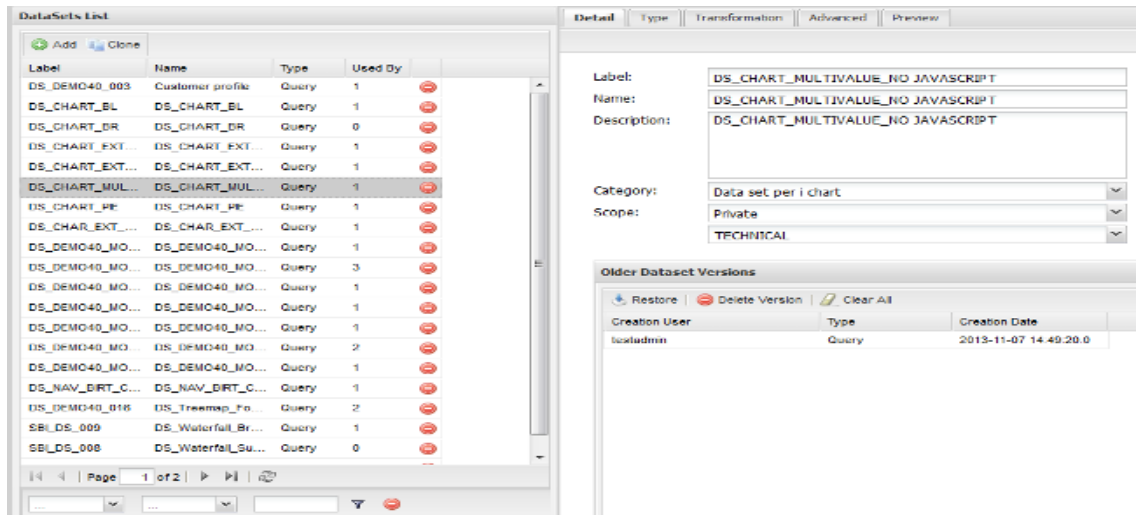 DataSets List
Add Clone
Label Name Type Used By
DS_DEMO40_003 Customer profile Query 1
DS_CHART_BL DS_CHART_BL Query 1
DS_CHART_BR DS_CHART_BR Query 0
DS_CHART_EXT... DS_CHART_EXT... Query 1
DS_CHART_EXT... DS_CHART_EXT... Query 1
DS_CHART_MUL... DS_CHART_MUL... Query 1
DS_CHART_PIE DS_CHART_PIE Query 1
DS_CHAR_EXT_... DS_CHAR_EXT_... Query 1
DS_DEMO40_MO... DS_DEMO40_MO... Query 1
DS_DEMO40_MO... DS_DEMO40_MO... Query 3
DS_DEMO40_MO... DS_DEMO40_MO... Query 1
DS_DEMO40_MO... DS_DEMO40_MO... Query 1
DS_DEMO40_MO... DS_DEMO40_MO... Query 1
DS_DEMO40_MO... DS_DEMO40_MO... Query 2
DS_DEMO40_MO... DS_DEMO40_MO... Query 1
DS_NAV_BIRT_C... DS_NAV_BIRT_C... Query 1
DS_DEMO40_016 DS_Treemap_Fo... Query 2
SBI_DS_009 DS_Waterfall_Br... Query 1
SBI_DS_008 DS_Waterfall_Su... Query 0
Page 1 of 2
... ...
Detail Type Transformation Advanced Preview
Label: DS_CHART_MULTIVALUE_NO JAVASCRIPT
Name: DS_CHART_MULTIVALUE_NO JAVASCRIPT
Description: DS_CHART_MULTIVALUE_NO JAVASCRIPT
Category: Data set per i chart
Scope: Private
TECHNICAL
Older Dataset Versions
Restore Delete Version Clear All
Creation User Type Creation Date
testadmin Query 2013-11-07 14.49.20.0